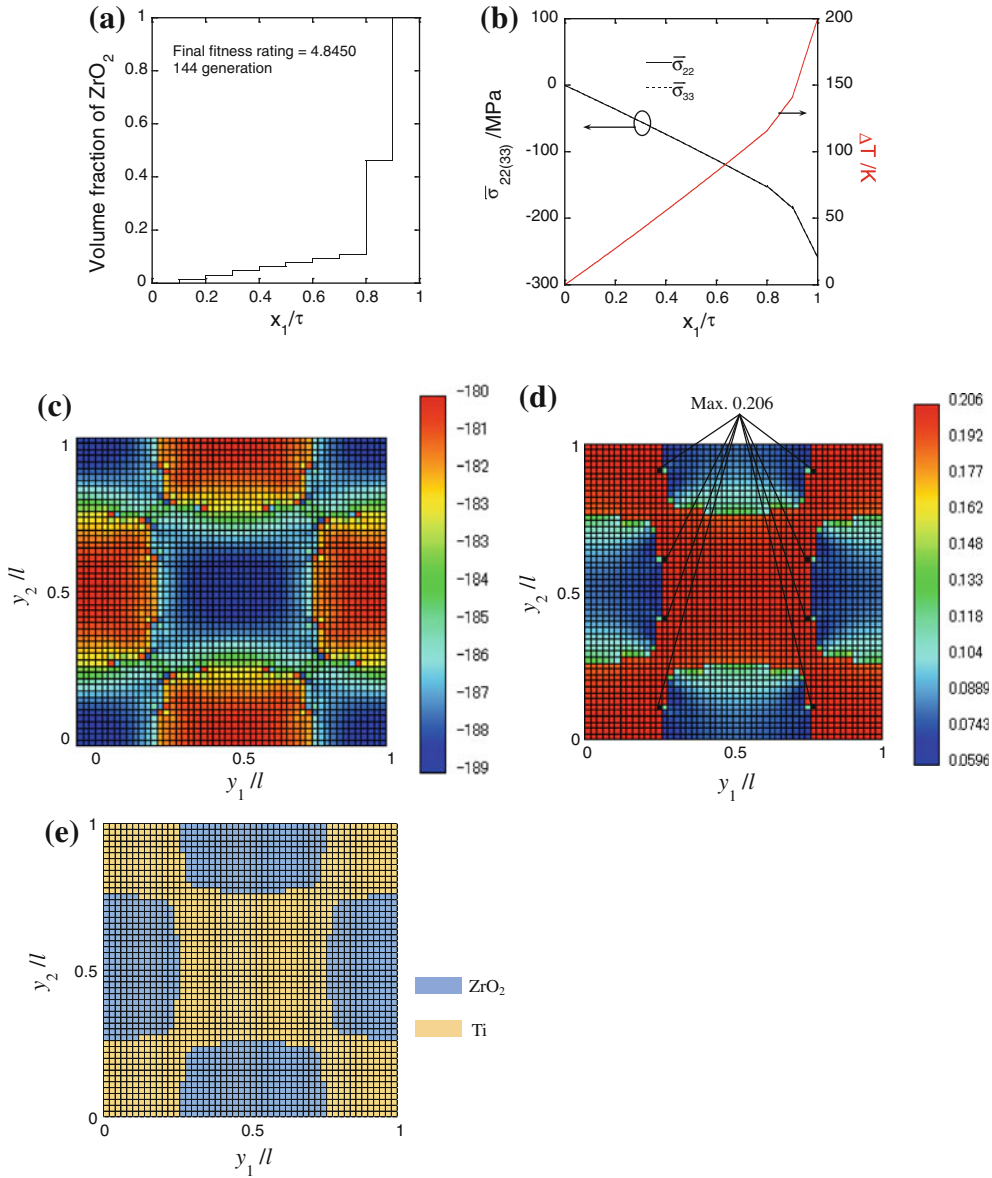 (a)
Volume fraction of ZrO2
1
0.8
0.6
0.4
0.2
0
Final fitness rating = 4.8450
144 generation
0 0.2 0.4 0.6 0.8 1
x1/τ
(b)
σ̅22(33) /MPa
100
0
-100
-200
-300
σ̅22
σ̅33
200
150
100
50
0
ΔT/K
0 0.2 0.4 0.6 0.8 1
x1/τ
(c)
y2/l
1
0.5
0
0 0.5 1
y1/l
-180
-181
-182
-183
-183
-184
-185
-186
-187
-188
-189
(d)
Max. 0.206
y2/l
1
0.5
0
0 0.5 1
y1/l
0.206
0.192
0.177
0.162
0.148
0.133
0.118
0.104
0.0889
0.0743
0.0596
(e)
y2/l
1
0.5
0
0 0.5 1
y1/l
ZrO2
Ti